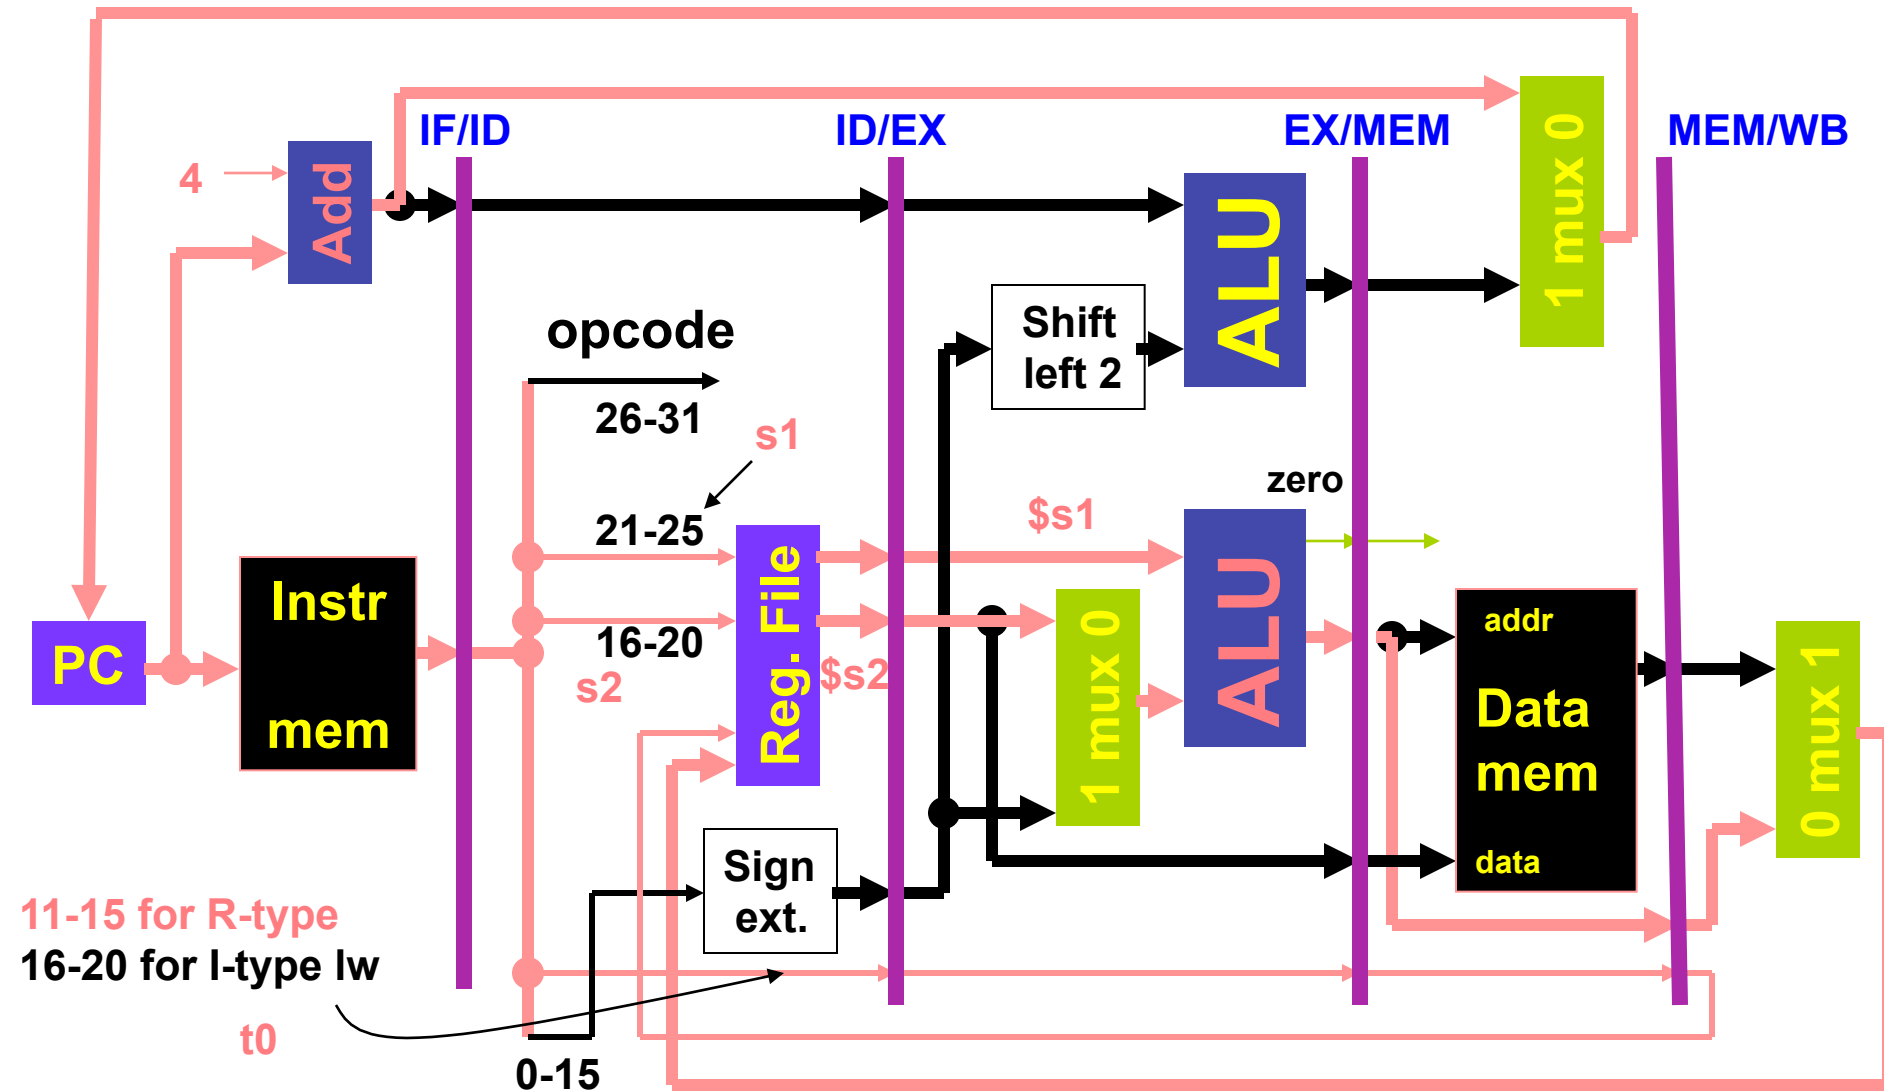 IF/ID
ID/EX
EX/MEM
MEM/WB
4
Add
ALU
1 mux 0
opcode
26-31
Shift
left 2
s1
21-25
$s1
zero
Instr
mem
PC
16-20
s2
Reg. File
$s2
1 mux 0
ALU
addr
Data
mem
data
0 mux 1
Sign
ext.
11-15 for R-type
16-20 for I-type lw
t0
0-15